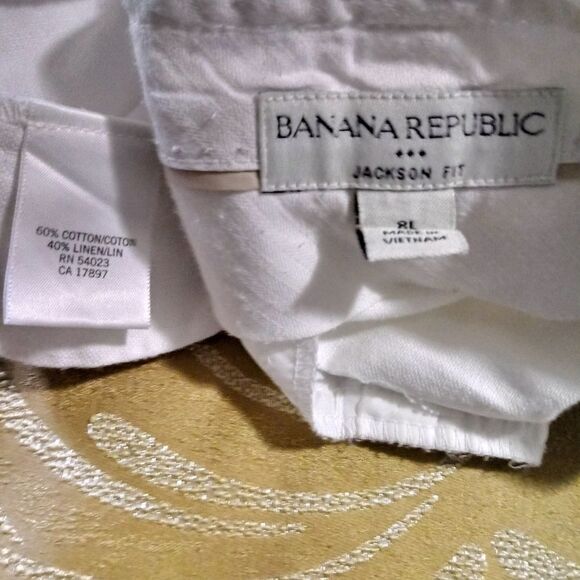 BANANA REPUBLIC
JACKSON FIT
8L
MADE IN
VIETNAM
60% COTTON/COTON
40% LINEN/LIN
RN 54023
CA 17897